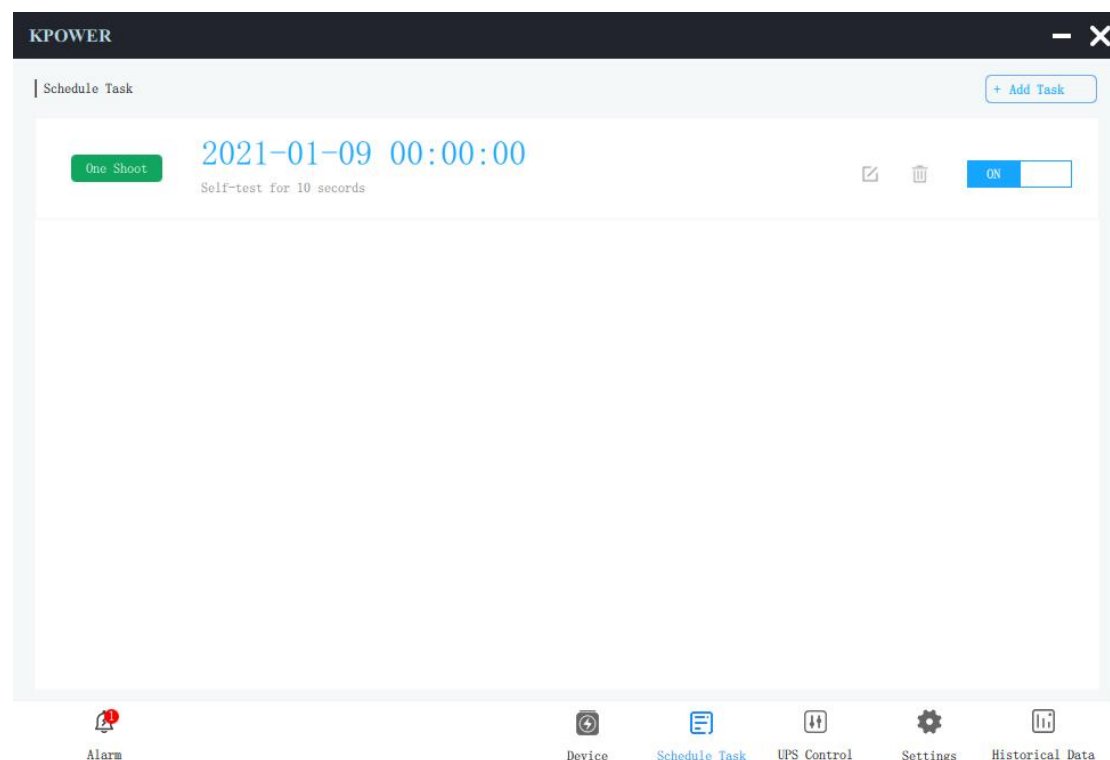 KPOWER
Schedule Task
+ Add Task
One Shoot
2021-01-09 00:00:00
Self-test for 10 secords
ON
1
Alarm
Device
Schedule Task
UPS Control
Settings
Historical Data